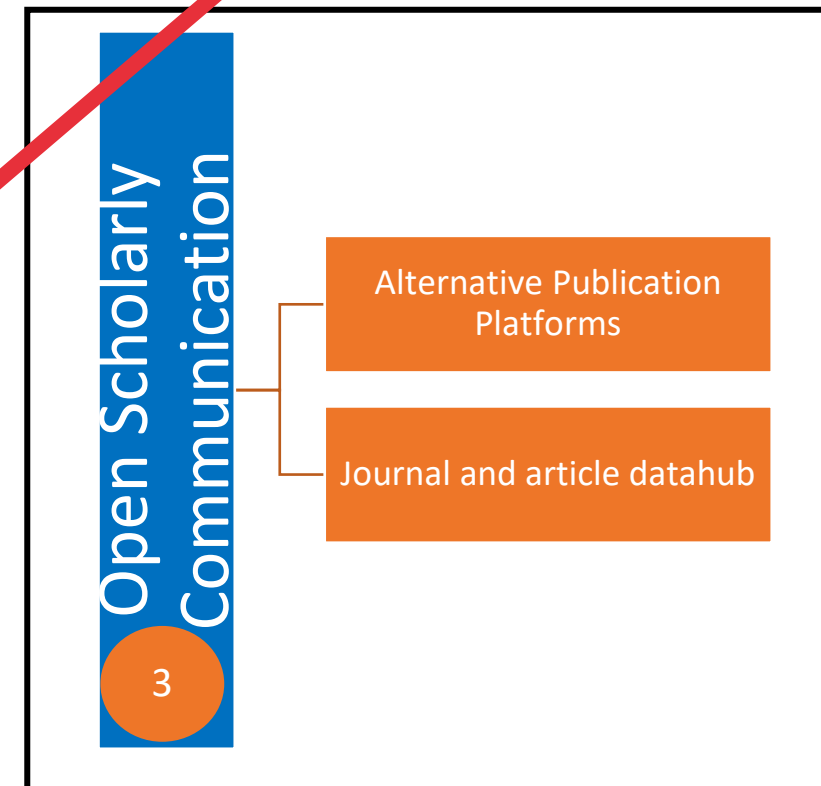 Open Scholarly
Communication
3
Alternative Publication
Platforms
Journal and article datahub